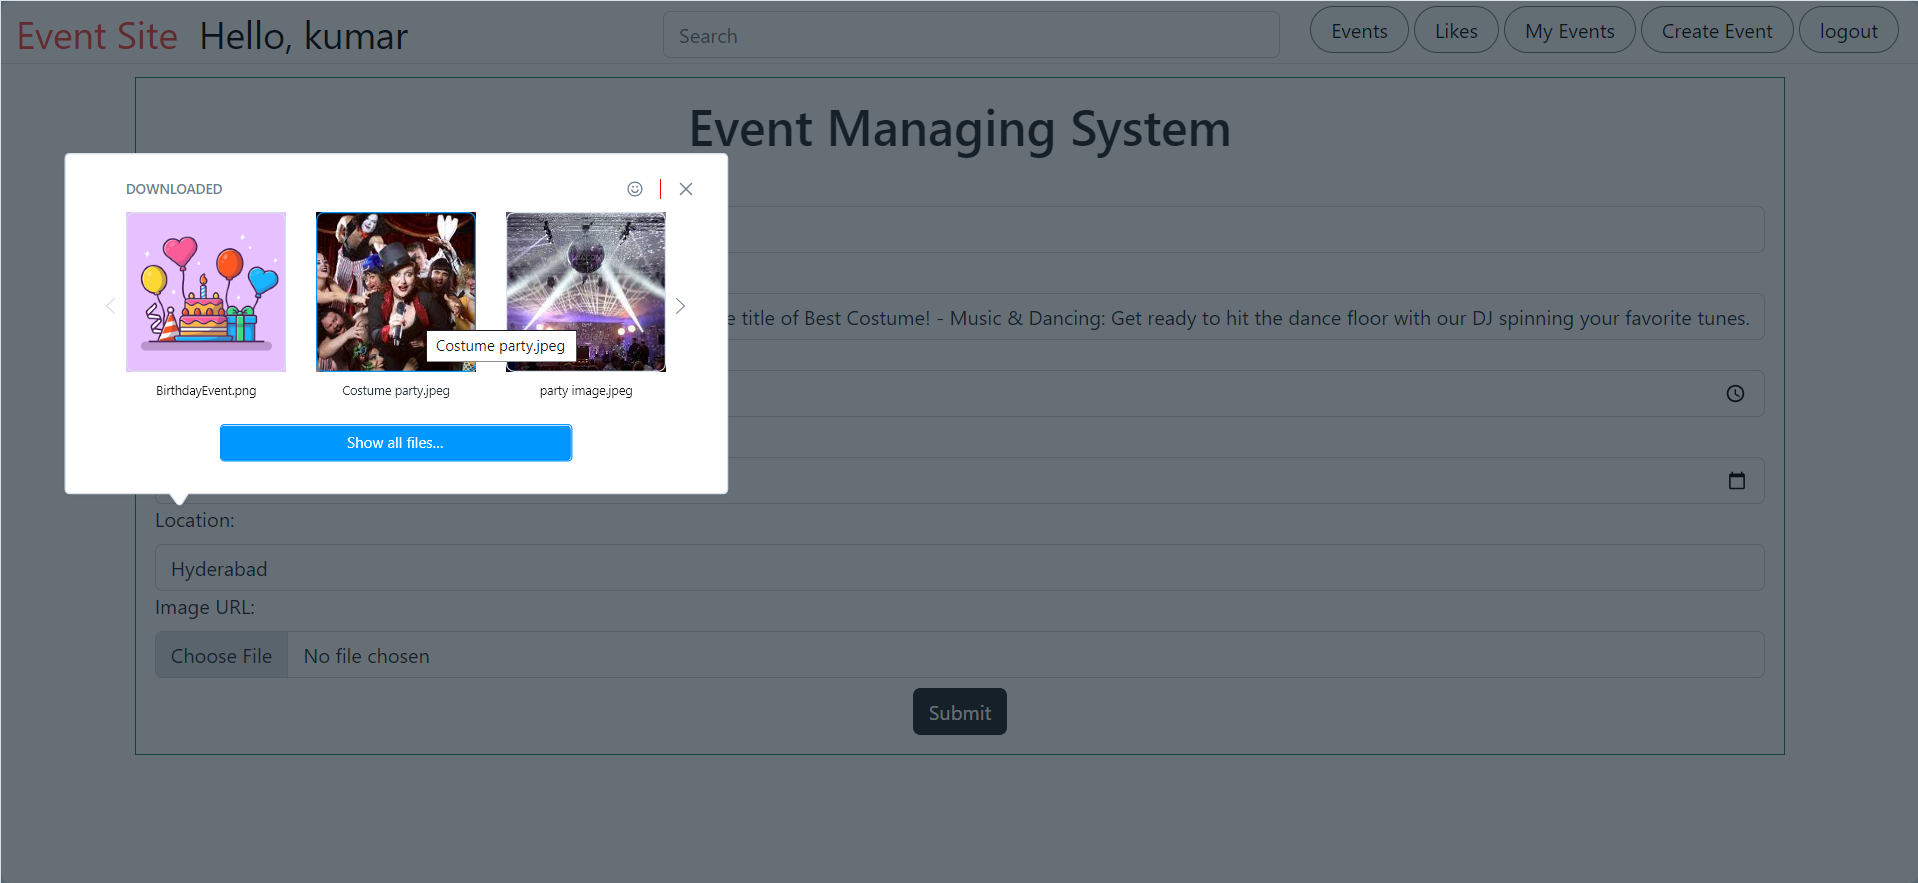 Event Site Hello, kumar
Search
Events Likes My Events Create Event logout
Event Managing System
DOWNLOADED
BirthdayEvent.png Costume party.jpeg party image.jpeg
Costume party.jpeg
Show all files...
title of Best Costume! - Music & Dancing: Get ready to hit the dance floor with our DJ spinning your favorite tunes.
Location:
Hyderabad
Image URL:
Choose File No file chosen
Submit